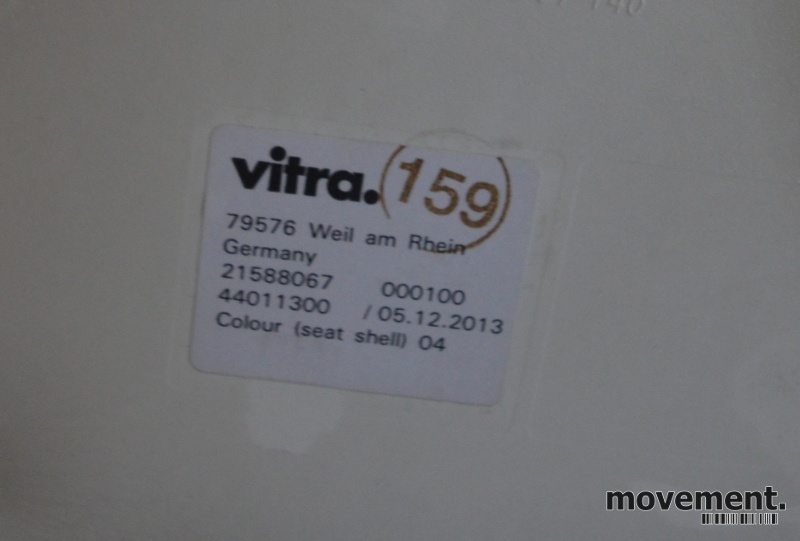 vitra. 159
79576 Weil am Rhein
Germany
21588067 000100
44011300 / 05.12.2013
Colour (seat shell) 04
movement.